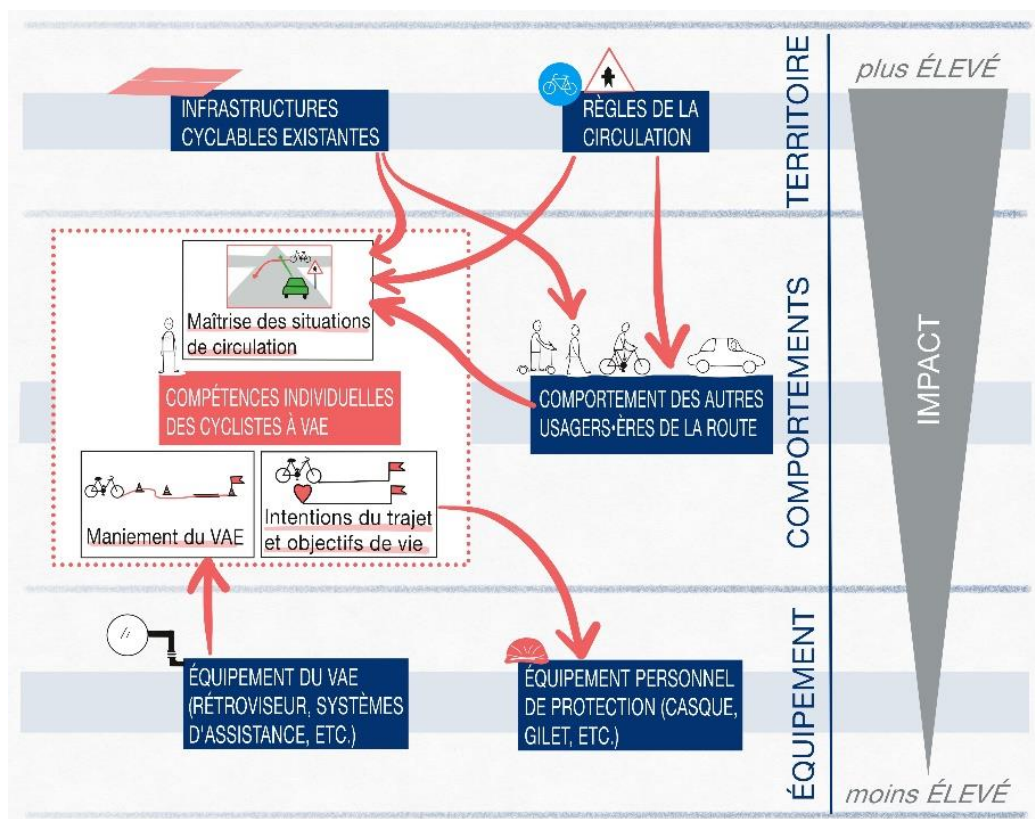 INFRASTRUCTURES
CYCLABLES EXISTANTES
RÈGLES DE LA
CIRCULATION
TERRITOIRE
plus ÉLEVÉ
Maîtrise des situations
de circulation
COMPÉTENCES INDIVIDUELLES
DES CYCLISTES À VAE
COMPORTEMENT DES AUTRES
USAGERS·ÈRES DE LA ROUTE
COMPORTEMENTS
IMPACT
Maniement du VAE
Intentions du trajet
et objectifs de vie
ÉQUIPEMENT DU VAE
(RÉTROVISEUR, SYSTÈMES
D'ASSISTANCE, ETC.)
ÉQUIPEMENT PERSONNEL
DE PROTECTION (CASQUE,
GILET, ETC.)
ÉQUIPEMENT
moins ÉLEVÉ